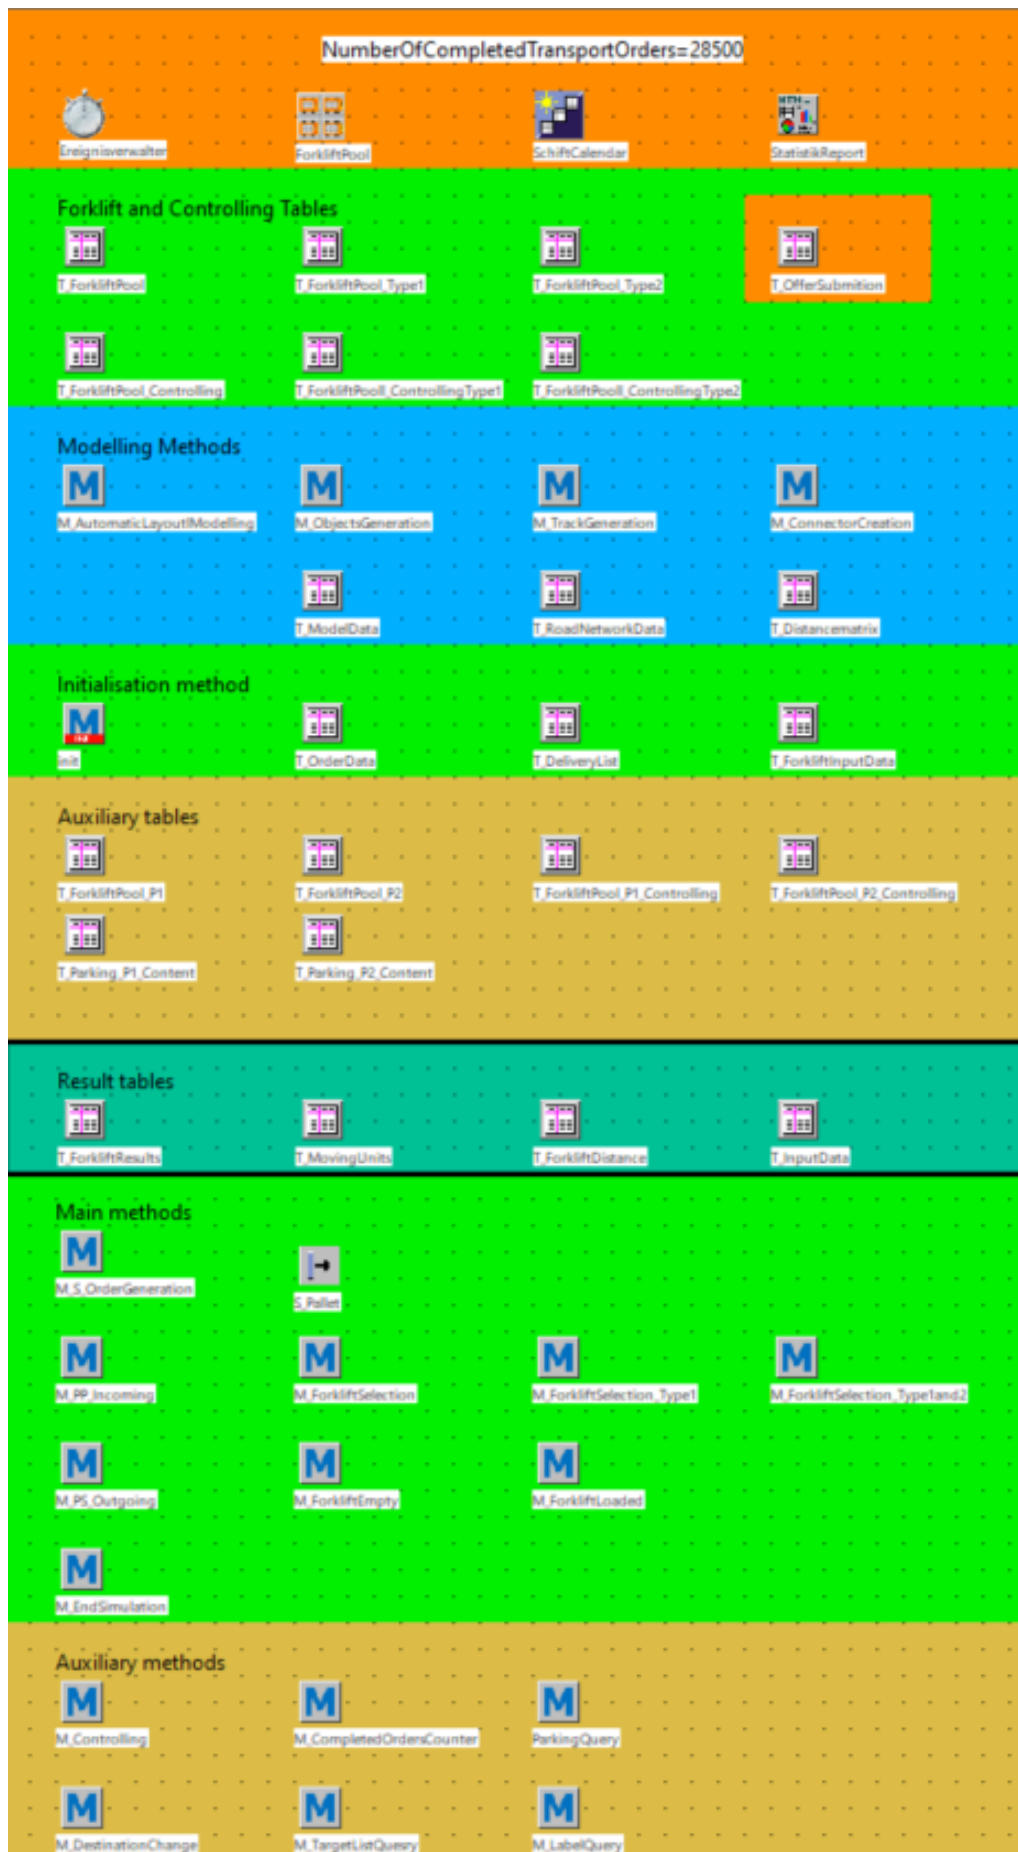 NumberOfCompletedTransportOrders=28500
Ereignisverwalter ForkliftPool SchiftCalendar StatistikReport
Forklift and Controlling Tables
T_ForkliftPool T_ForkliftPool_Type1 T_ForkliftPool_Type2 T_OfferSubmition
T_ForkliftPool_Controlling T_ForkliftPooll_ControllingType1 T_ForkliftPooll_ControllingType2
Modelling Methods
M_AutomaticLayoutlModelling M_ObjectsGeneration M_TrackGeneration M_ConnectorCreation
T_ModelData T_RoadNetworkData T_Distancematrix
Initialisation method
init T_OrderData T_DeliveryList T_ForkliftInputData
Auxiliary tables
T_ForkliftPool_P1 T_ForkliftPool_P2 T_ForkliftPool_P1_Controlling T_ForkliftPool_P2_Controlling
T_Parking_P1_Content T_Parking_P2_Content
Result tables
T_ForkliftResults T_MovingUnits T_ForkliftDistance T_InputData
Main methods
M_S_OrderGeneration S_Pallet
M_PP_Incoming M_ForkliftSelection M_ForkliftSelection_Type1 M_ForkliftSelection_Type1and2
M_PS_Outgoing M_ForkliftEmpty M_ForkliftLoaded
M_EndSimulation
Auxiliary methods
M_Controlling M_CompletedOrdersCounter ParkingQuery
M_DestinationChange M_TargetListQuesry M_LabelQuery